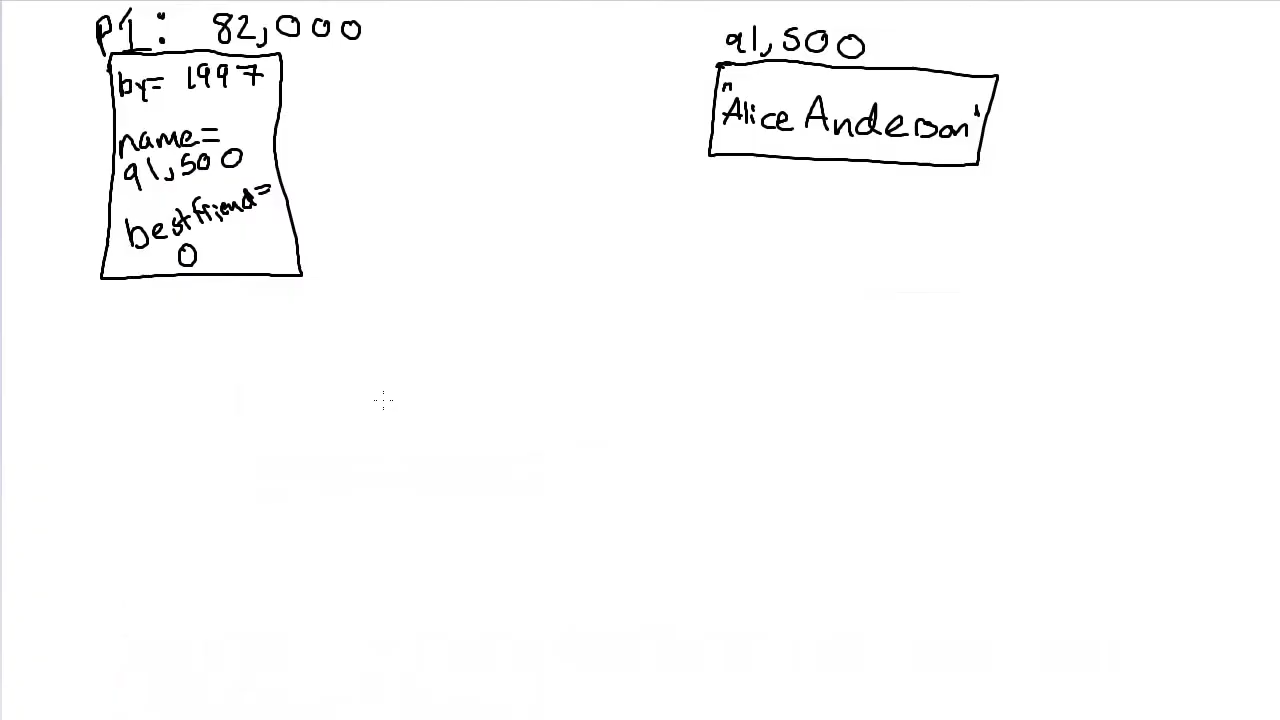 p1: 82,000
by= 1997
name=
91,500
bestfriend=
0
91,500
"Alice Anderson"